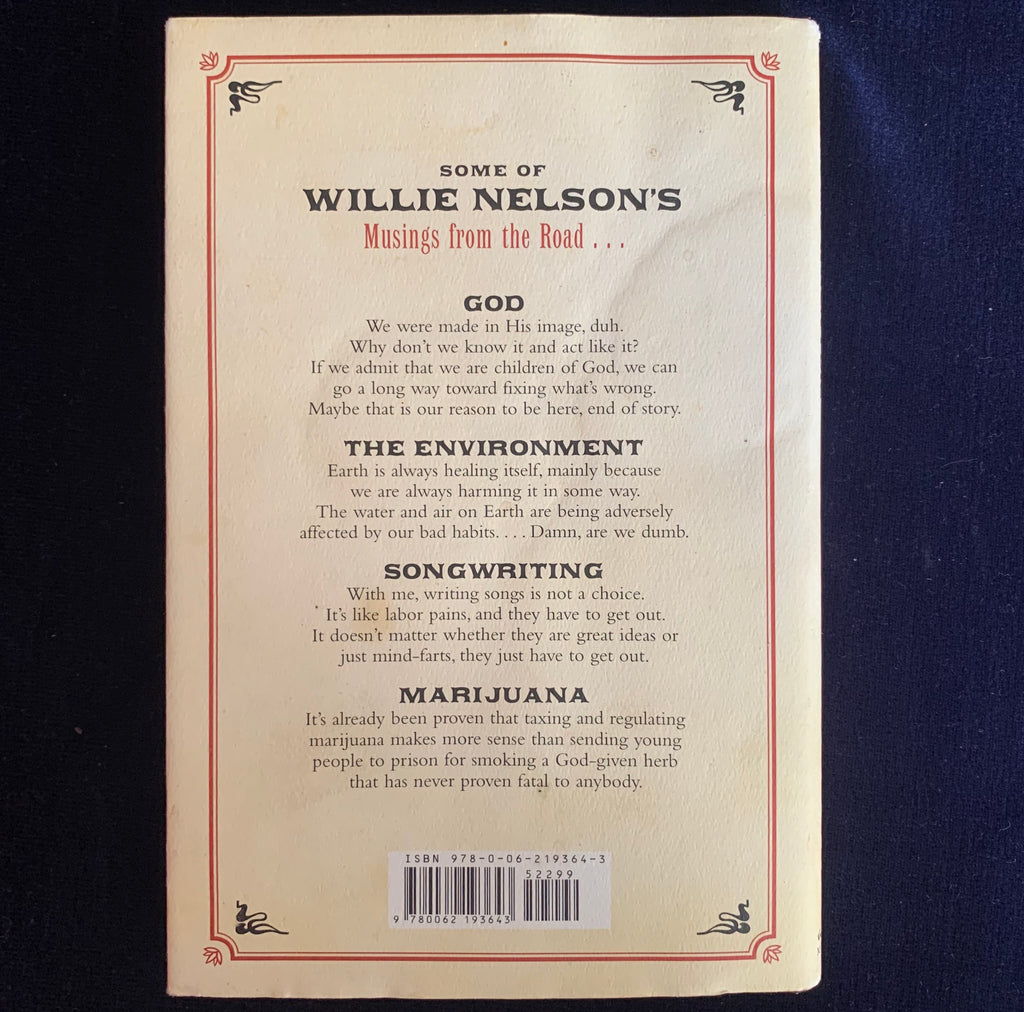 SOME OF
WILLIE NELSON'S
Musings from the Road . . .
GOD
We were made in His image, duh.
Why don't we know it and act like it?
If we admit that we are children of God, we can
go a long way toward fixing what's wrong.
Maybe that is our reason to be here, end of story.
THE ENVIRONMENT
Earth is always healing itself, mainly because
we are always harming it in some way.
The water and air on Earth are being adversely
affected by our bad habits. . . . Damn, are we dumb.
SONGWRITING
With me, writing songs is not a choice.
It's like labor pains, and they have to get out.
It doesn't matter whether they are great ideas or
just mind-farts, they just have to get out.
MARIJUANA
It's already been proven that taxing and regulating
marijuana makes more sense than sending young
people to prison for smoking a God-given herb
that has never proven fatal to anybody.
ISBN 978-0-06-219364-3
52299
9 780062 193643